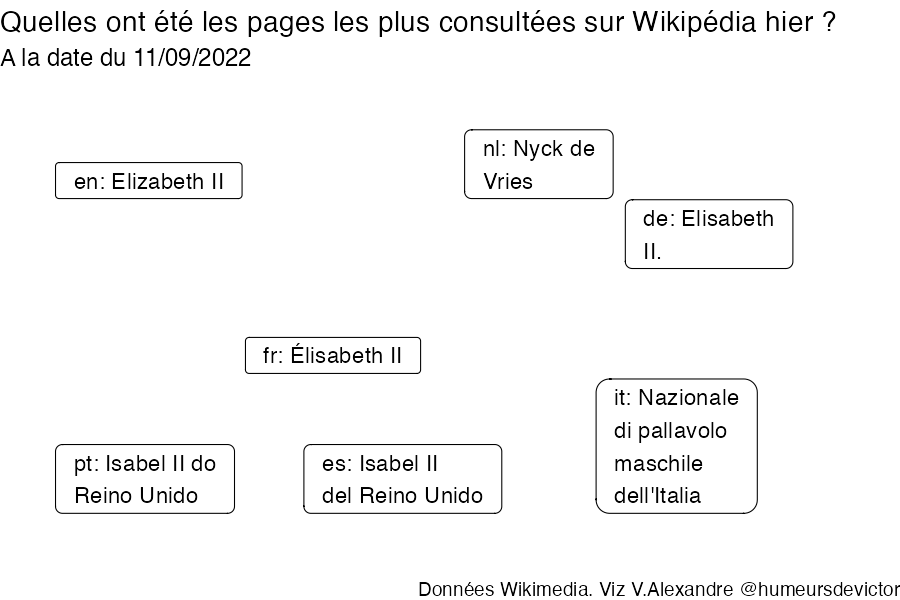 Quelles ont été les pages les plus consultées sur Wikipédia hier ?
A la date du 11/09/2022
en: Elizabeth II
nl: Nyck de
Vries
de: Elisabeth
II.
fr: Élisabeth II
it: Nazionale
di pallavolo
maschile
dell'Italia
pt: Isabel II do
Reino Unido
es: Isabel II
del Reino Unido
Données Wikimedia. Viz V.Alexandre @humeursdevictor